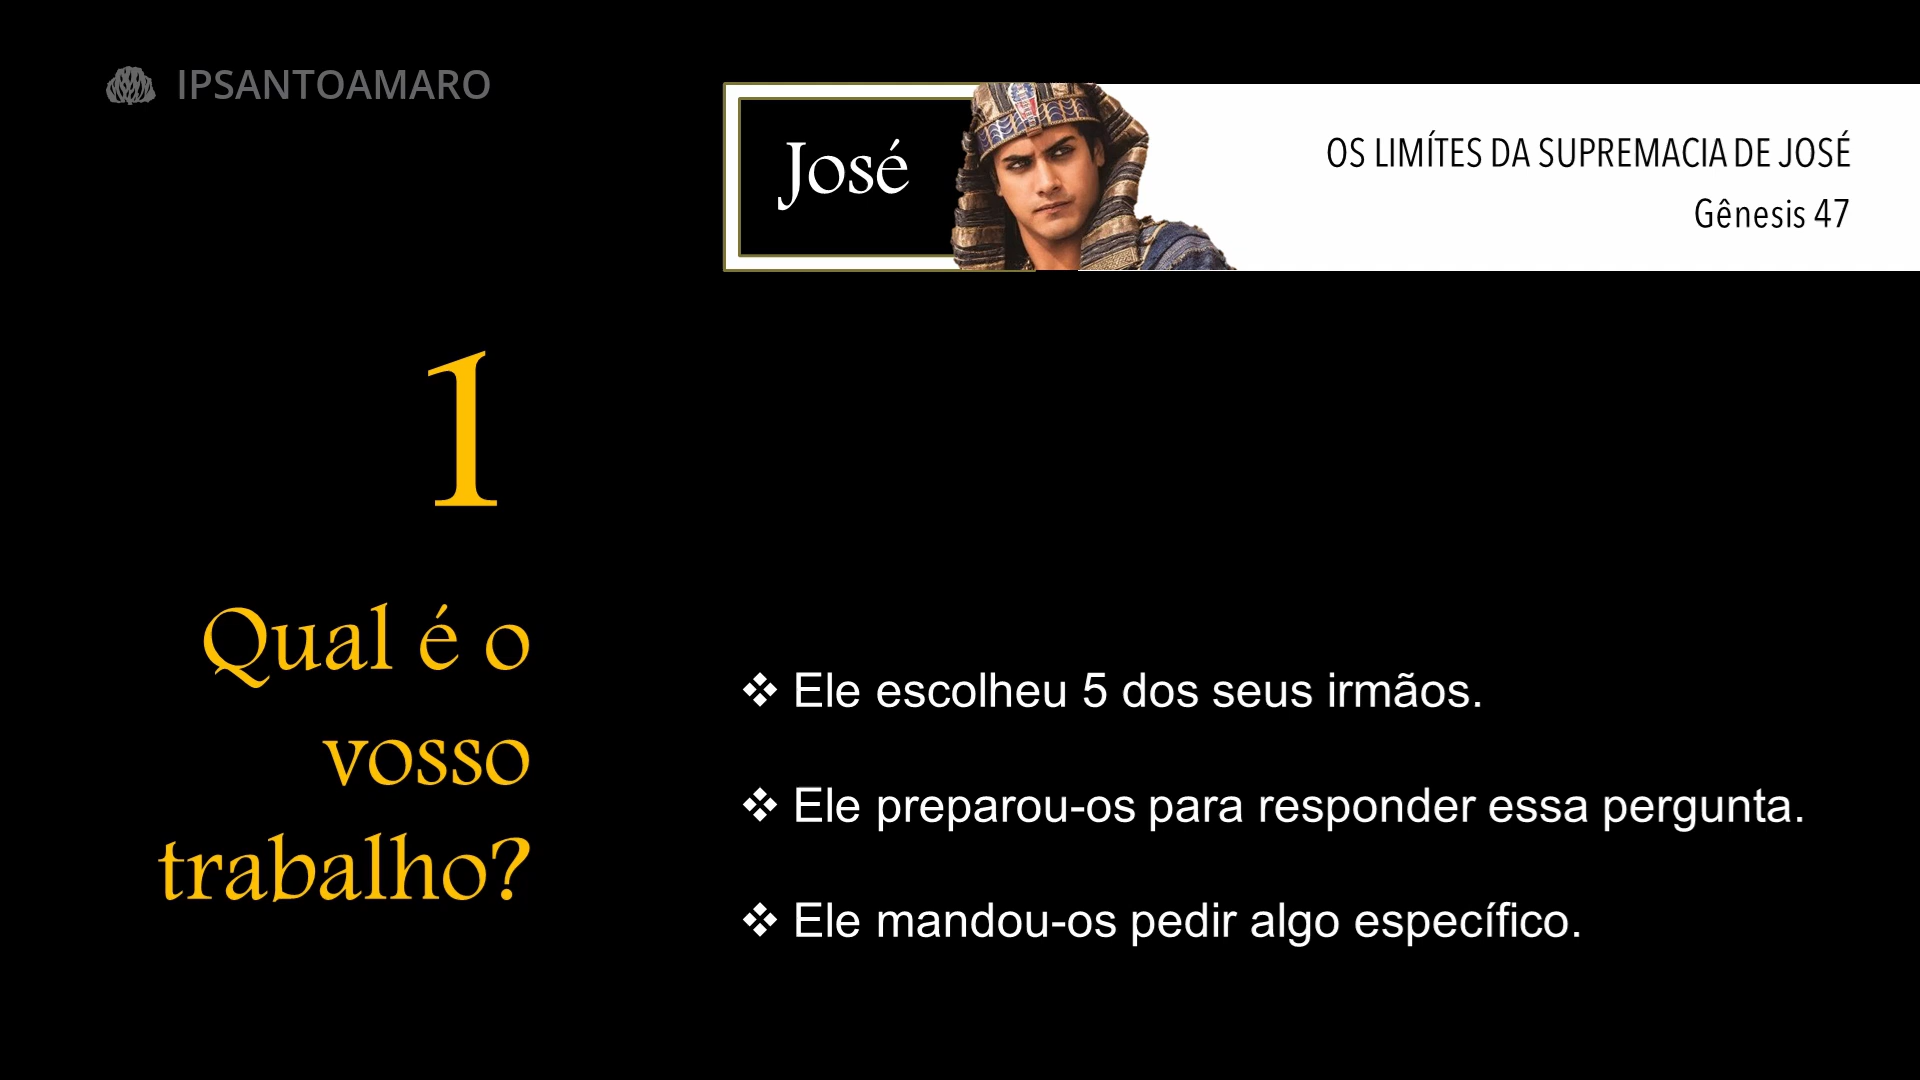 IPSANTOAMARO
José
OS LIMÍTES DA SUPREMACIA DE JOSÉ
Gênesis 47
1
Qual é o
vosso
trabalho?
❖ Ele escolheu 5 dos seus irmãos.
❖ Ele preparou-os para responder essa pergunta.
❖ Ele mandou-os pedir algo específico.